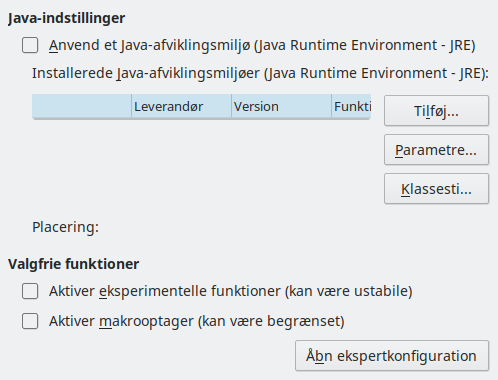 Java-indstillinger
Anvend et Java-afviklingsmiljø (Java Runtime Environment - JRE)
Installerede Java-afviklingsmiljøer (Java Runtime Environment - JRE):
Leverandør Version Funkti
Tilføj...
Parametre...
Klassesti...
Placering:
Valgfrie funktioner
Aktiver eksperimentelle funktioner (kan være ustabile)
Aktiver makrooptager (kan være begrænset)
Åbn ekspertkonfiguration